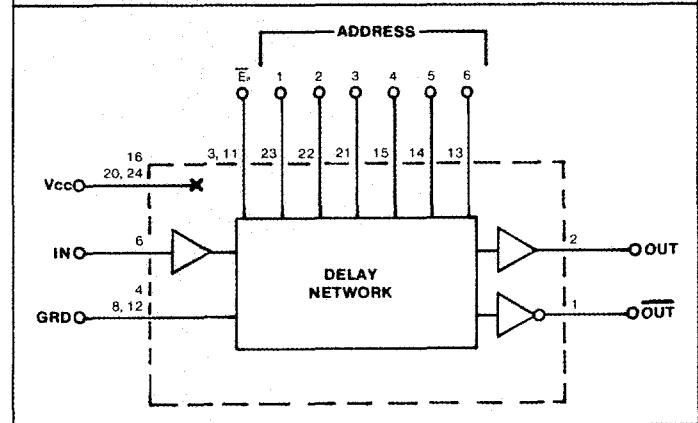 ADDRESS
1 2 3 4 5 6
3, 11 23 22 21 15 14 13
16
Vcc 20, 24
IN 6
DELAY
NETWORK
2 OUT
4
GRD 8, 12
1 OUT